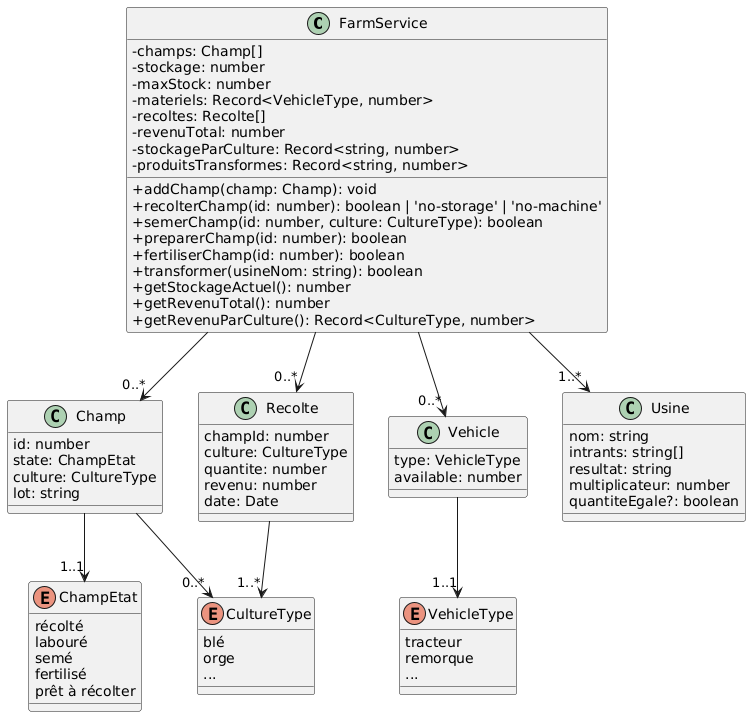 C FarmService
-champs: Champ[]
-stockage: number
-maxStock: number
-materiels: Record<VehicleType, number>
-recoltes: Recolte[]
-revenuTotal: number
-stockageParCulture: Record<string, number>
-produitsTransformes: Record<string, number>
+addChamp(champ: Champ): void
+recolterChamp(id: number): boolean | 'no-storage' | 'no-machine'
+semerChamp(id: number, culture: CultureType): boolean
+preparerChamp(id: number): boolean
+fertiliserChamp(id: number): boolean
+transformer(usineNom: string): boolean
+getStockageActuel(): number
+getRevenuTotal(): number
+getRevenuParCulture(): Record<CultureType, number>
0..*
0..*
0..*
1..*
C Champ
id: number
state: ChampEtat
culture: CultureType
lot: string
C Recolte
champId: number
culture: CultureType
quantite: number
revenu: number
date: Date
C Vehicle
type: VehicleType
available: number
C Usine
nom: string
intrants: string[]
resultat: string
multiplicateur: number
quantiteEgale?: boolean
1..1
0..*
1..*
1..1
E ChampEtat
récolté
labouré
semé
fertilisé
prêt à récolter
E CultureType
blé
orge
...
E VehicleType
tracteur
remorque
...